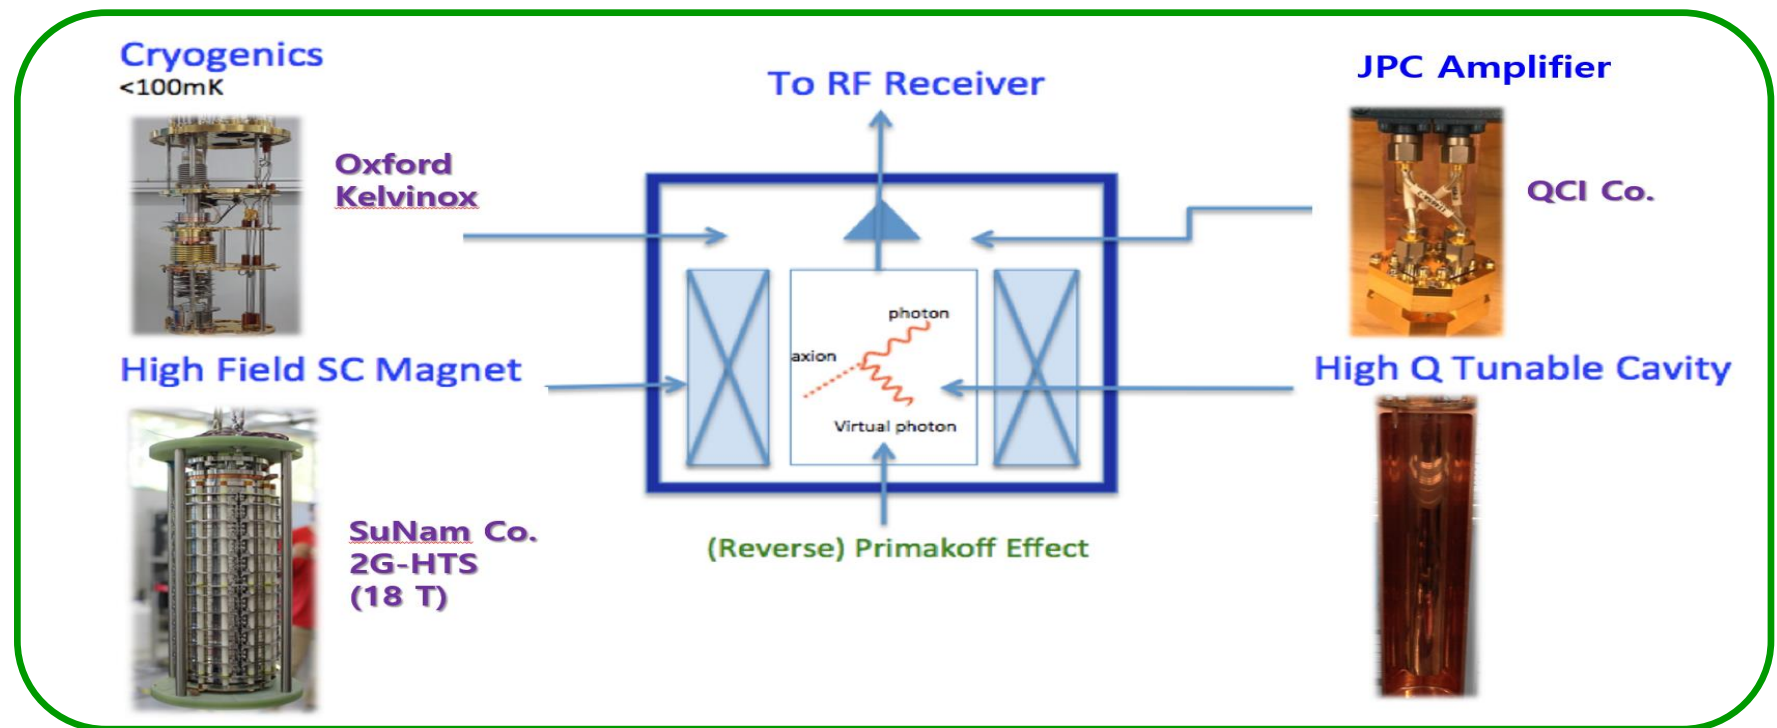 Cryogenics
<100mK
Oxford
Kelvinox
To RF Receiver
JPC Amplifier
QCI Co.
photon
axion
Virtual photon
High Field SC Magnet
High Q Tunable Cavity
SuNam Co.
2G-HTS
(18 T)
(Reverse) Primakoff Effect